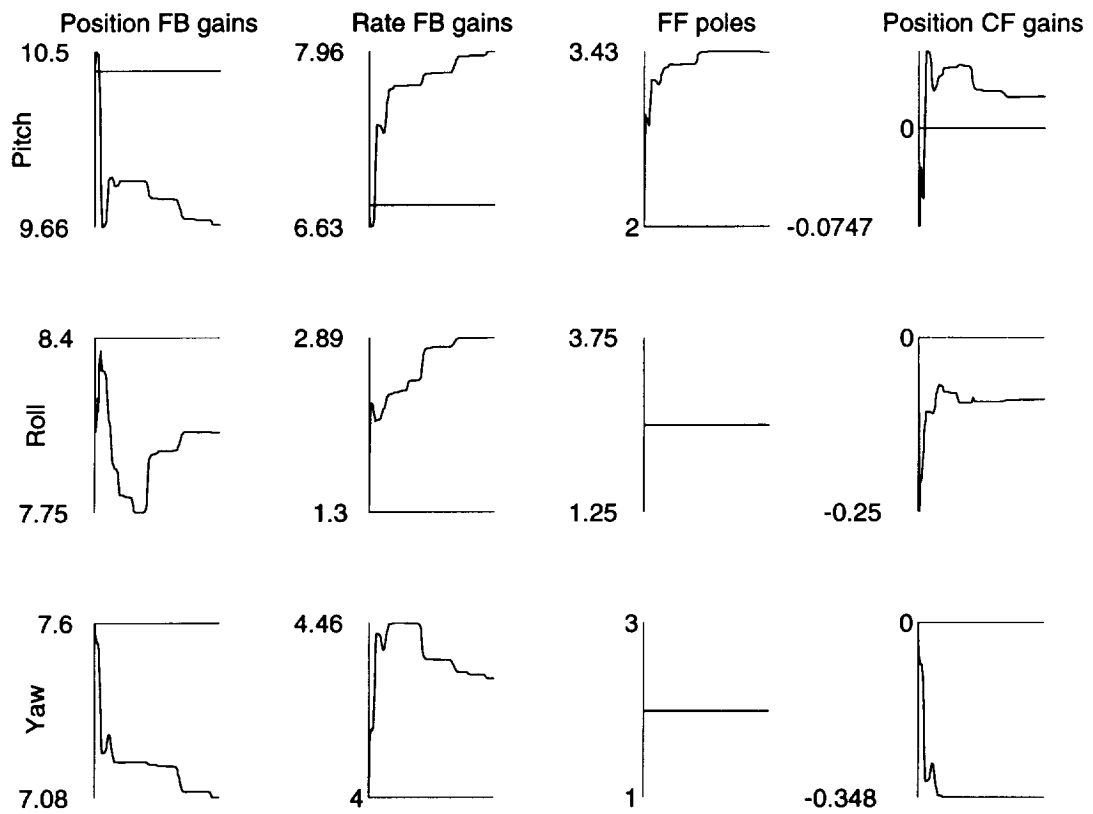 Position FB gains Rate FB gains FF poles Position CF gains
10.5 7.96 3.43
Pitch
0
9.66 6.63 2 -0.0747
8.4 2.89 3.75 0
Roll
7.75 1.3 1.25 -0.25
7.6 4.46 3 0
Yaw
7.08 4 1 -0.348